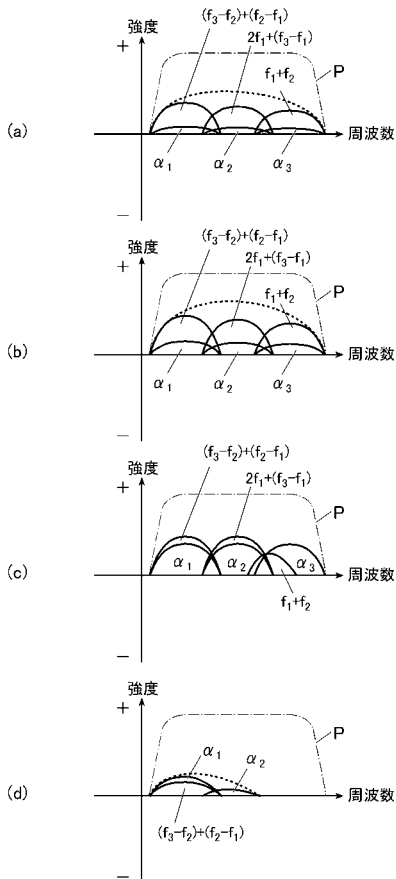 強度
(f₃−f₂)+(f₂−f₁)
2f₁+(f₃−f₁)
+
f₁+f₂
P
(a)
周波数
α₁
α₂
α₃
−
強度
(f₃−f₂)+(f₂−f₁)
+
2f₁+(f₃−f₁)
f₁+f₂
P
(b)
周波数
α₁
α₂
α₃
−
強度
(f₃−f₂)+(f₂−f₁)
+
2f₁+(f₃−f₁)
P
(c)
α₁
α₂
α₃
周波数
f₁+f₂
−
強度
+
P
α₁
α₂
(d)
周波数
(f₃−f₂)+(f₂−f₁)
−